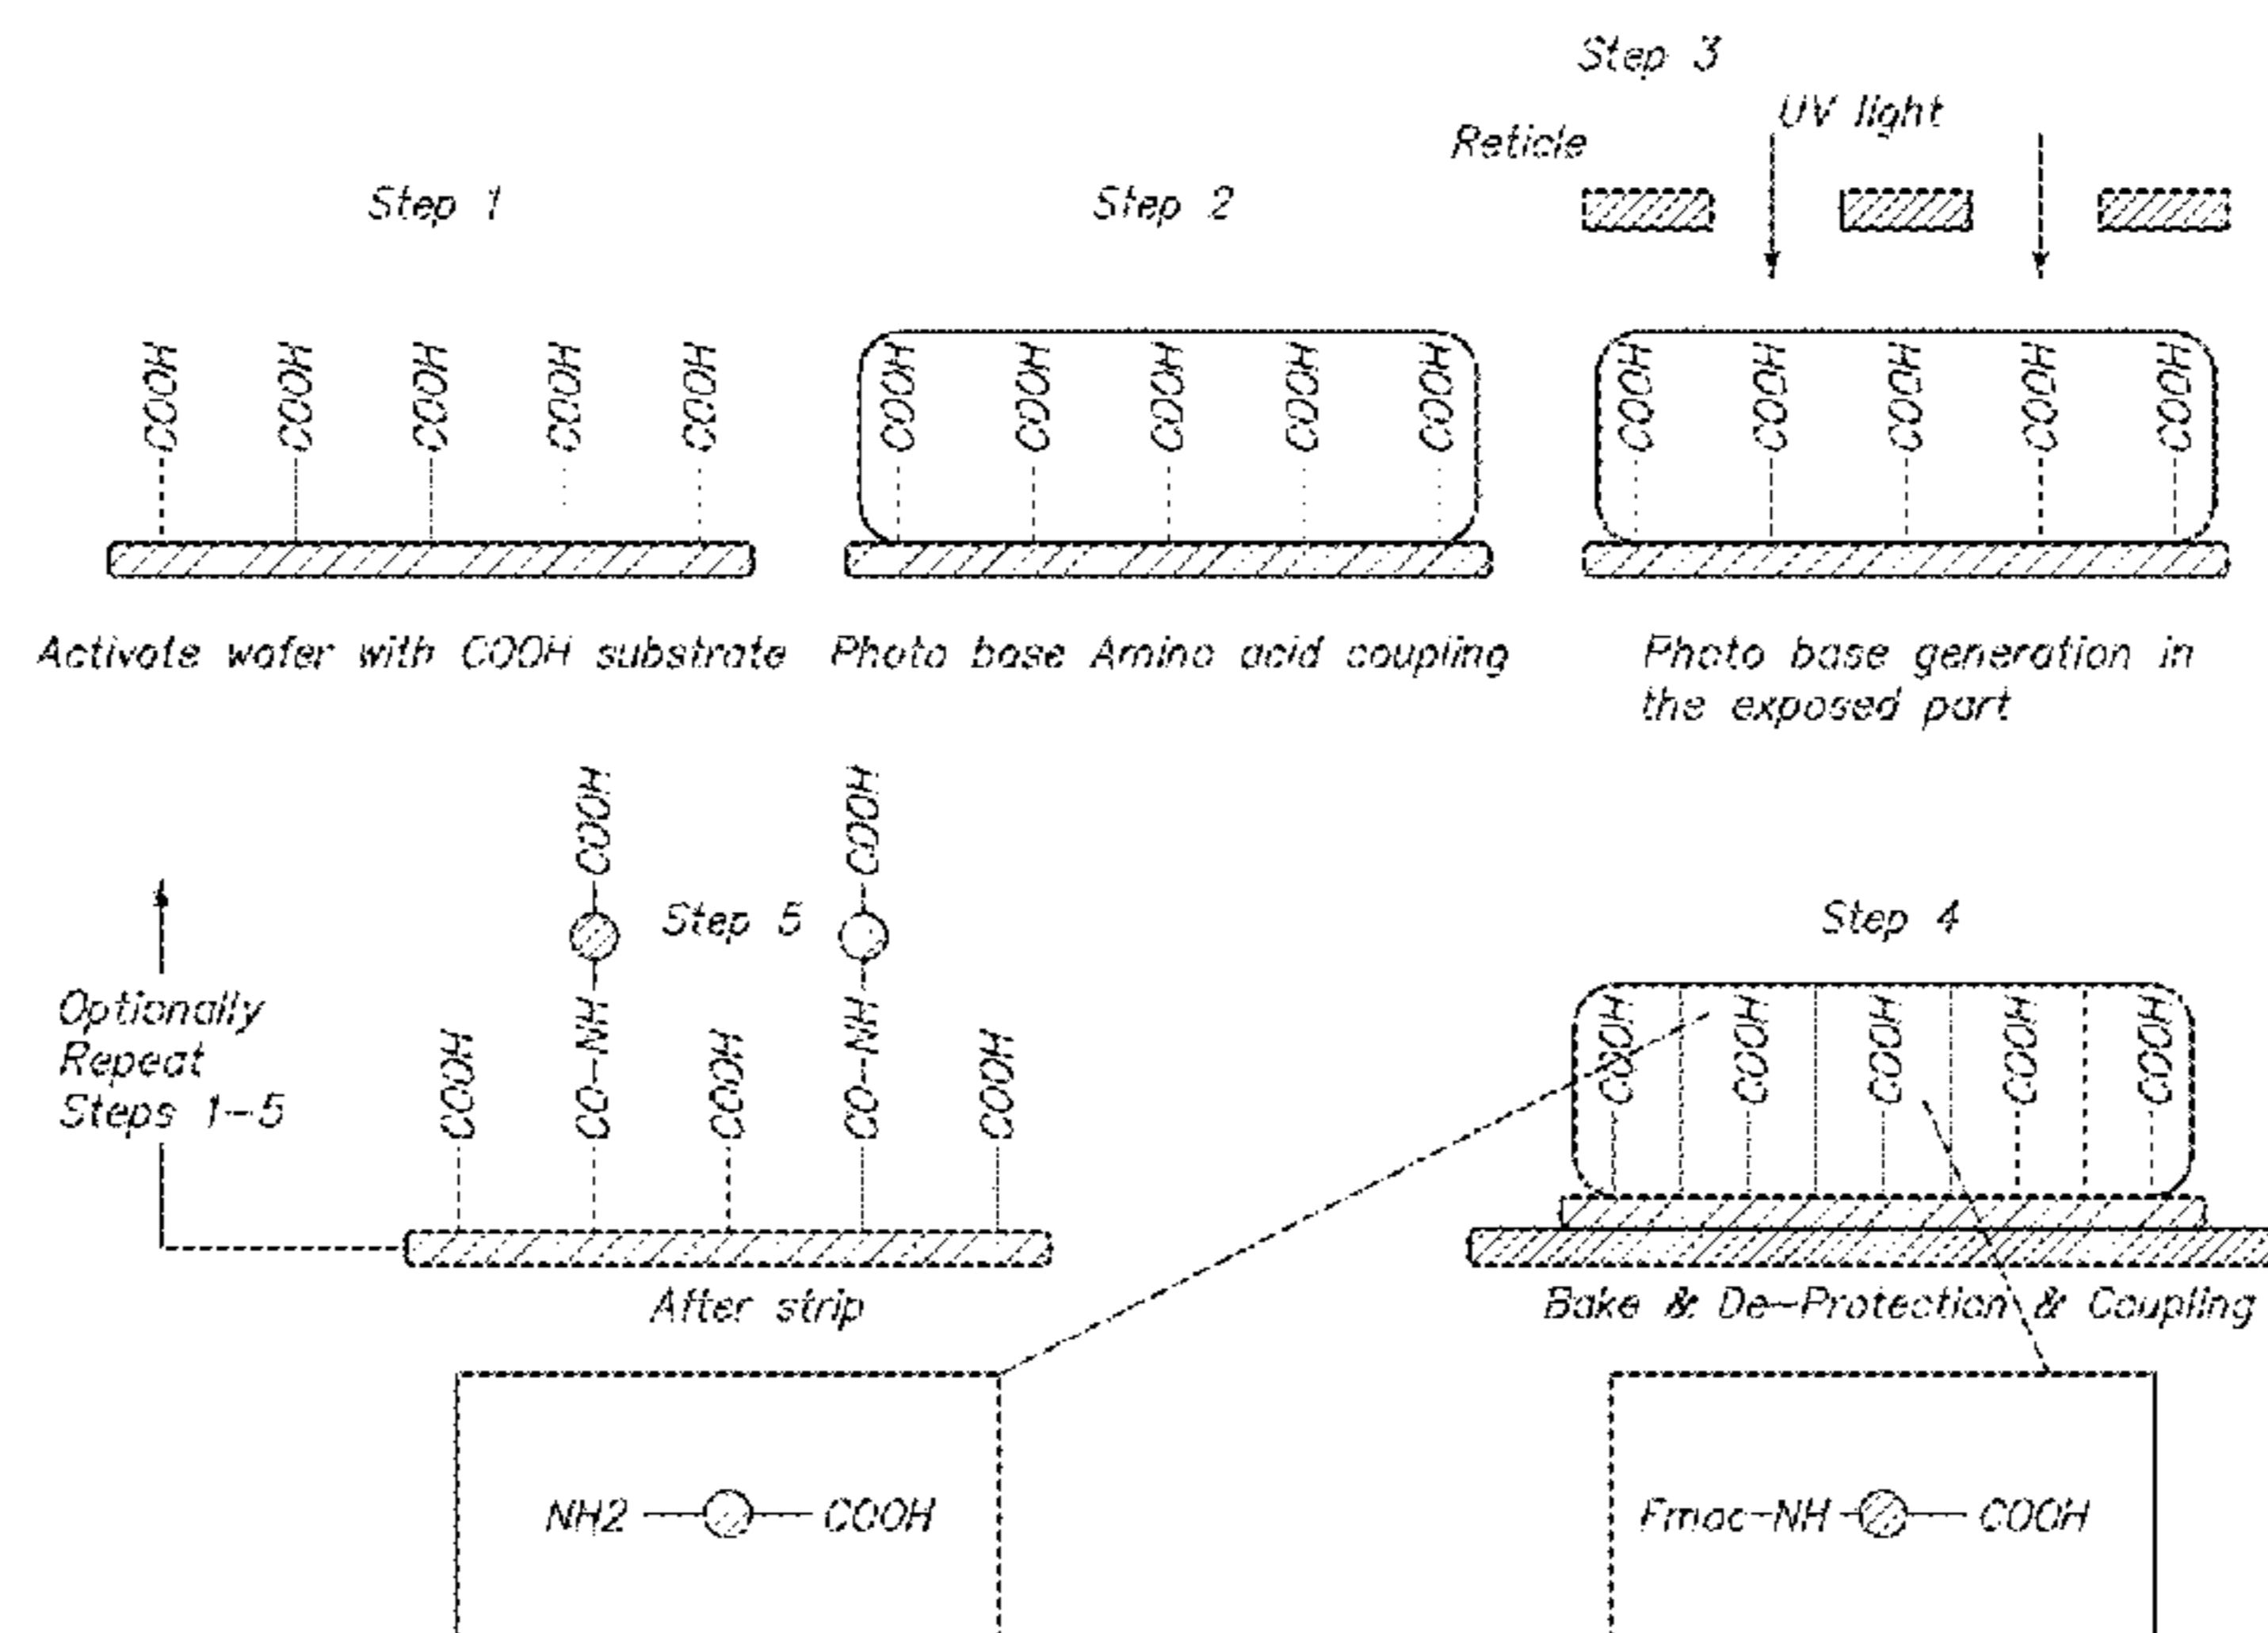 Step 1
COOH COOH COOH COOH COOH
Activate wafer with COOH substrate
Step 2
COOH COOH COOH COOH COOH
Photo base Amino acid coupling
Step 3
UV light
Reticle
COOH COOH COOH COOH COOH
Photo base generation in
the exposed part
Step 4
COOH COOH COOH COOH COOH
Bake & De-Protection & Coupling
Fmoc-NH COOH
NH2 COOH
Step 5
COOH COOH
COOH CO-NH COOH CO-NH COOH
After strip
Optionally
Repeat
Steps 1-5